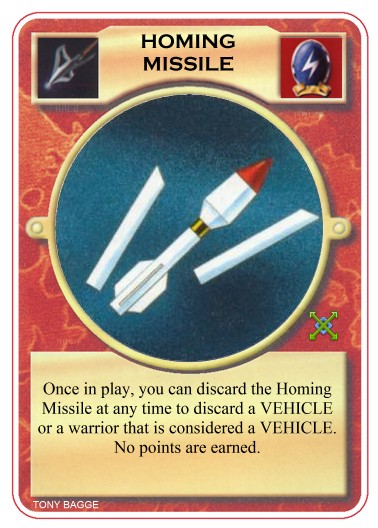 HOMING
MISSILE
Once in play, you can discard the Homing
Missile at any time to discard a VEHICLE
or a warrior that is considered a VEHICLE.
No points are earned.
TONY BAGGE